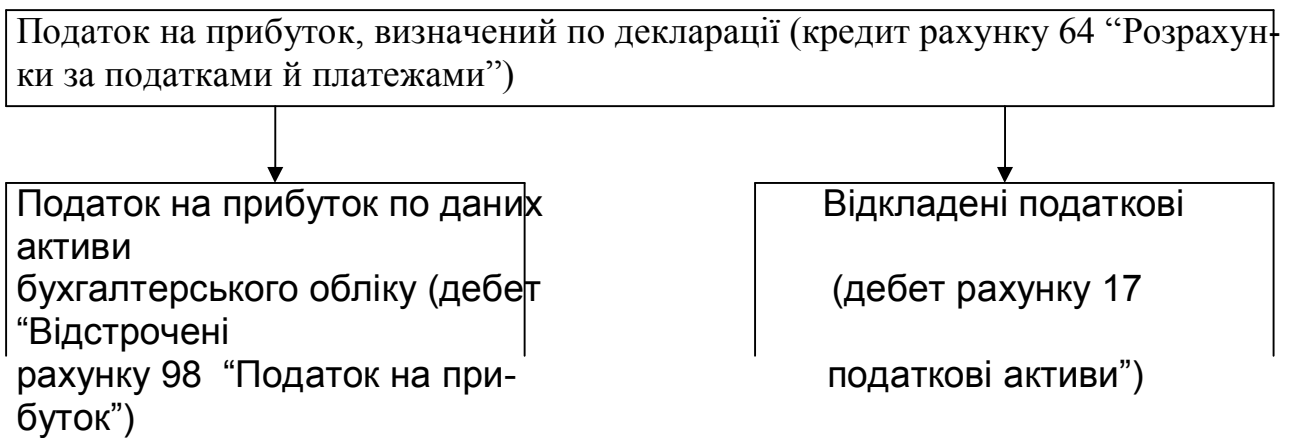 Податок на прибуток, визначений по декларації (кредит рахунку 64 “Розрахун-
ки за податками й платежами”)
Податок на прибуток по даних Відкладені податкові
активи
бухгалтерського обліку (дебет (дебет рахунку 17
“Відстрочені
рахунку 98 “Податок на при- податкові активи”)
буток”)